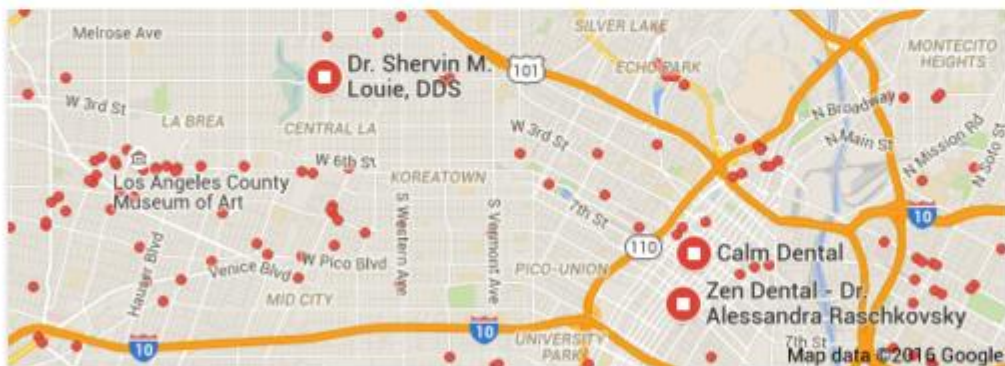 Melrose Ave
SILVER LAKE
MONTECITO
HEIGHTS
Dr. Shervin M.
Louie, DDS
101
ECHO PARK
W 3rd St
LA BREA
CENTRAL LA
W 3rd St
N Broadway
N Main St
N Mission Rd
N Soto St
W 6th St
KOREATOWN
Los Angeles County
Museum of Art
S Western Ave
S Vermont Ave
7th St
10
110
Calm Dental
Hauser Blvd
Venice Blvd
W Pico Blvd
PICO-UNION
MID CITY
Zen Dental - Dr.
Alessandra Raschkovsky
10
10
UNIVERSITY
PARK
7th St
Map data ©2016 Google